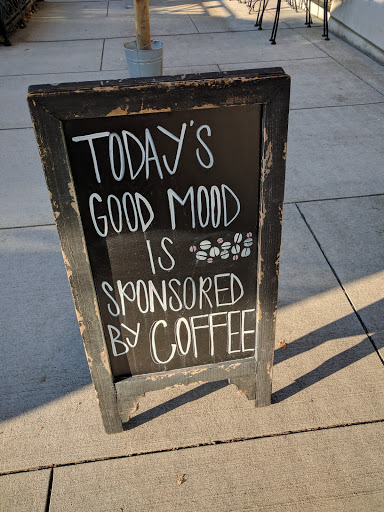 TODAY'S
GOOD MOOD
IS
SPONSORED
BY COFFEE